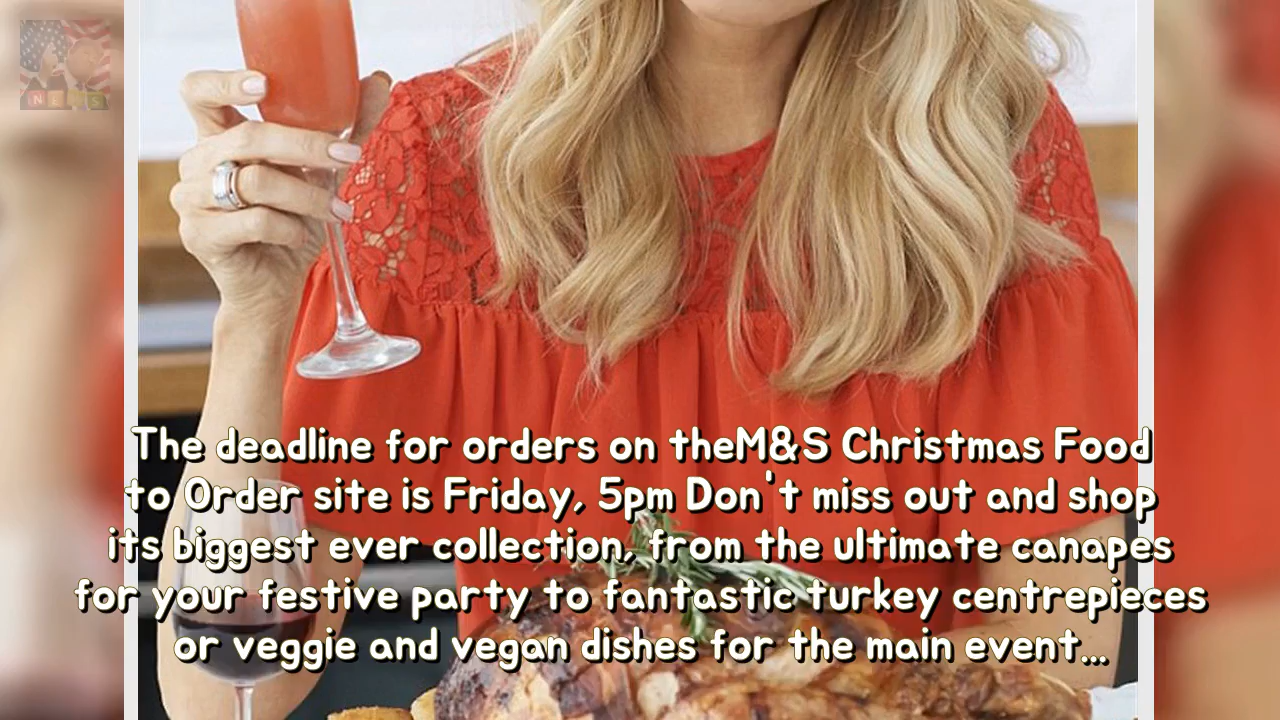 NEWS
The deadline for orders on theM&S Christmas Food
to Order site is Friday, 5pm Don't miss out and shop
its biggest ever collection, from the ultimate canapes
for your festive party to fantastic turkey centrepieces
or veggie and vegan dishes for the main event...